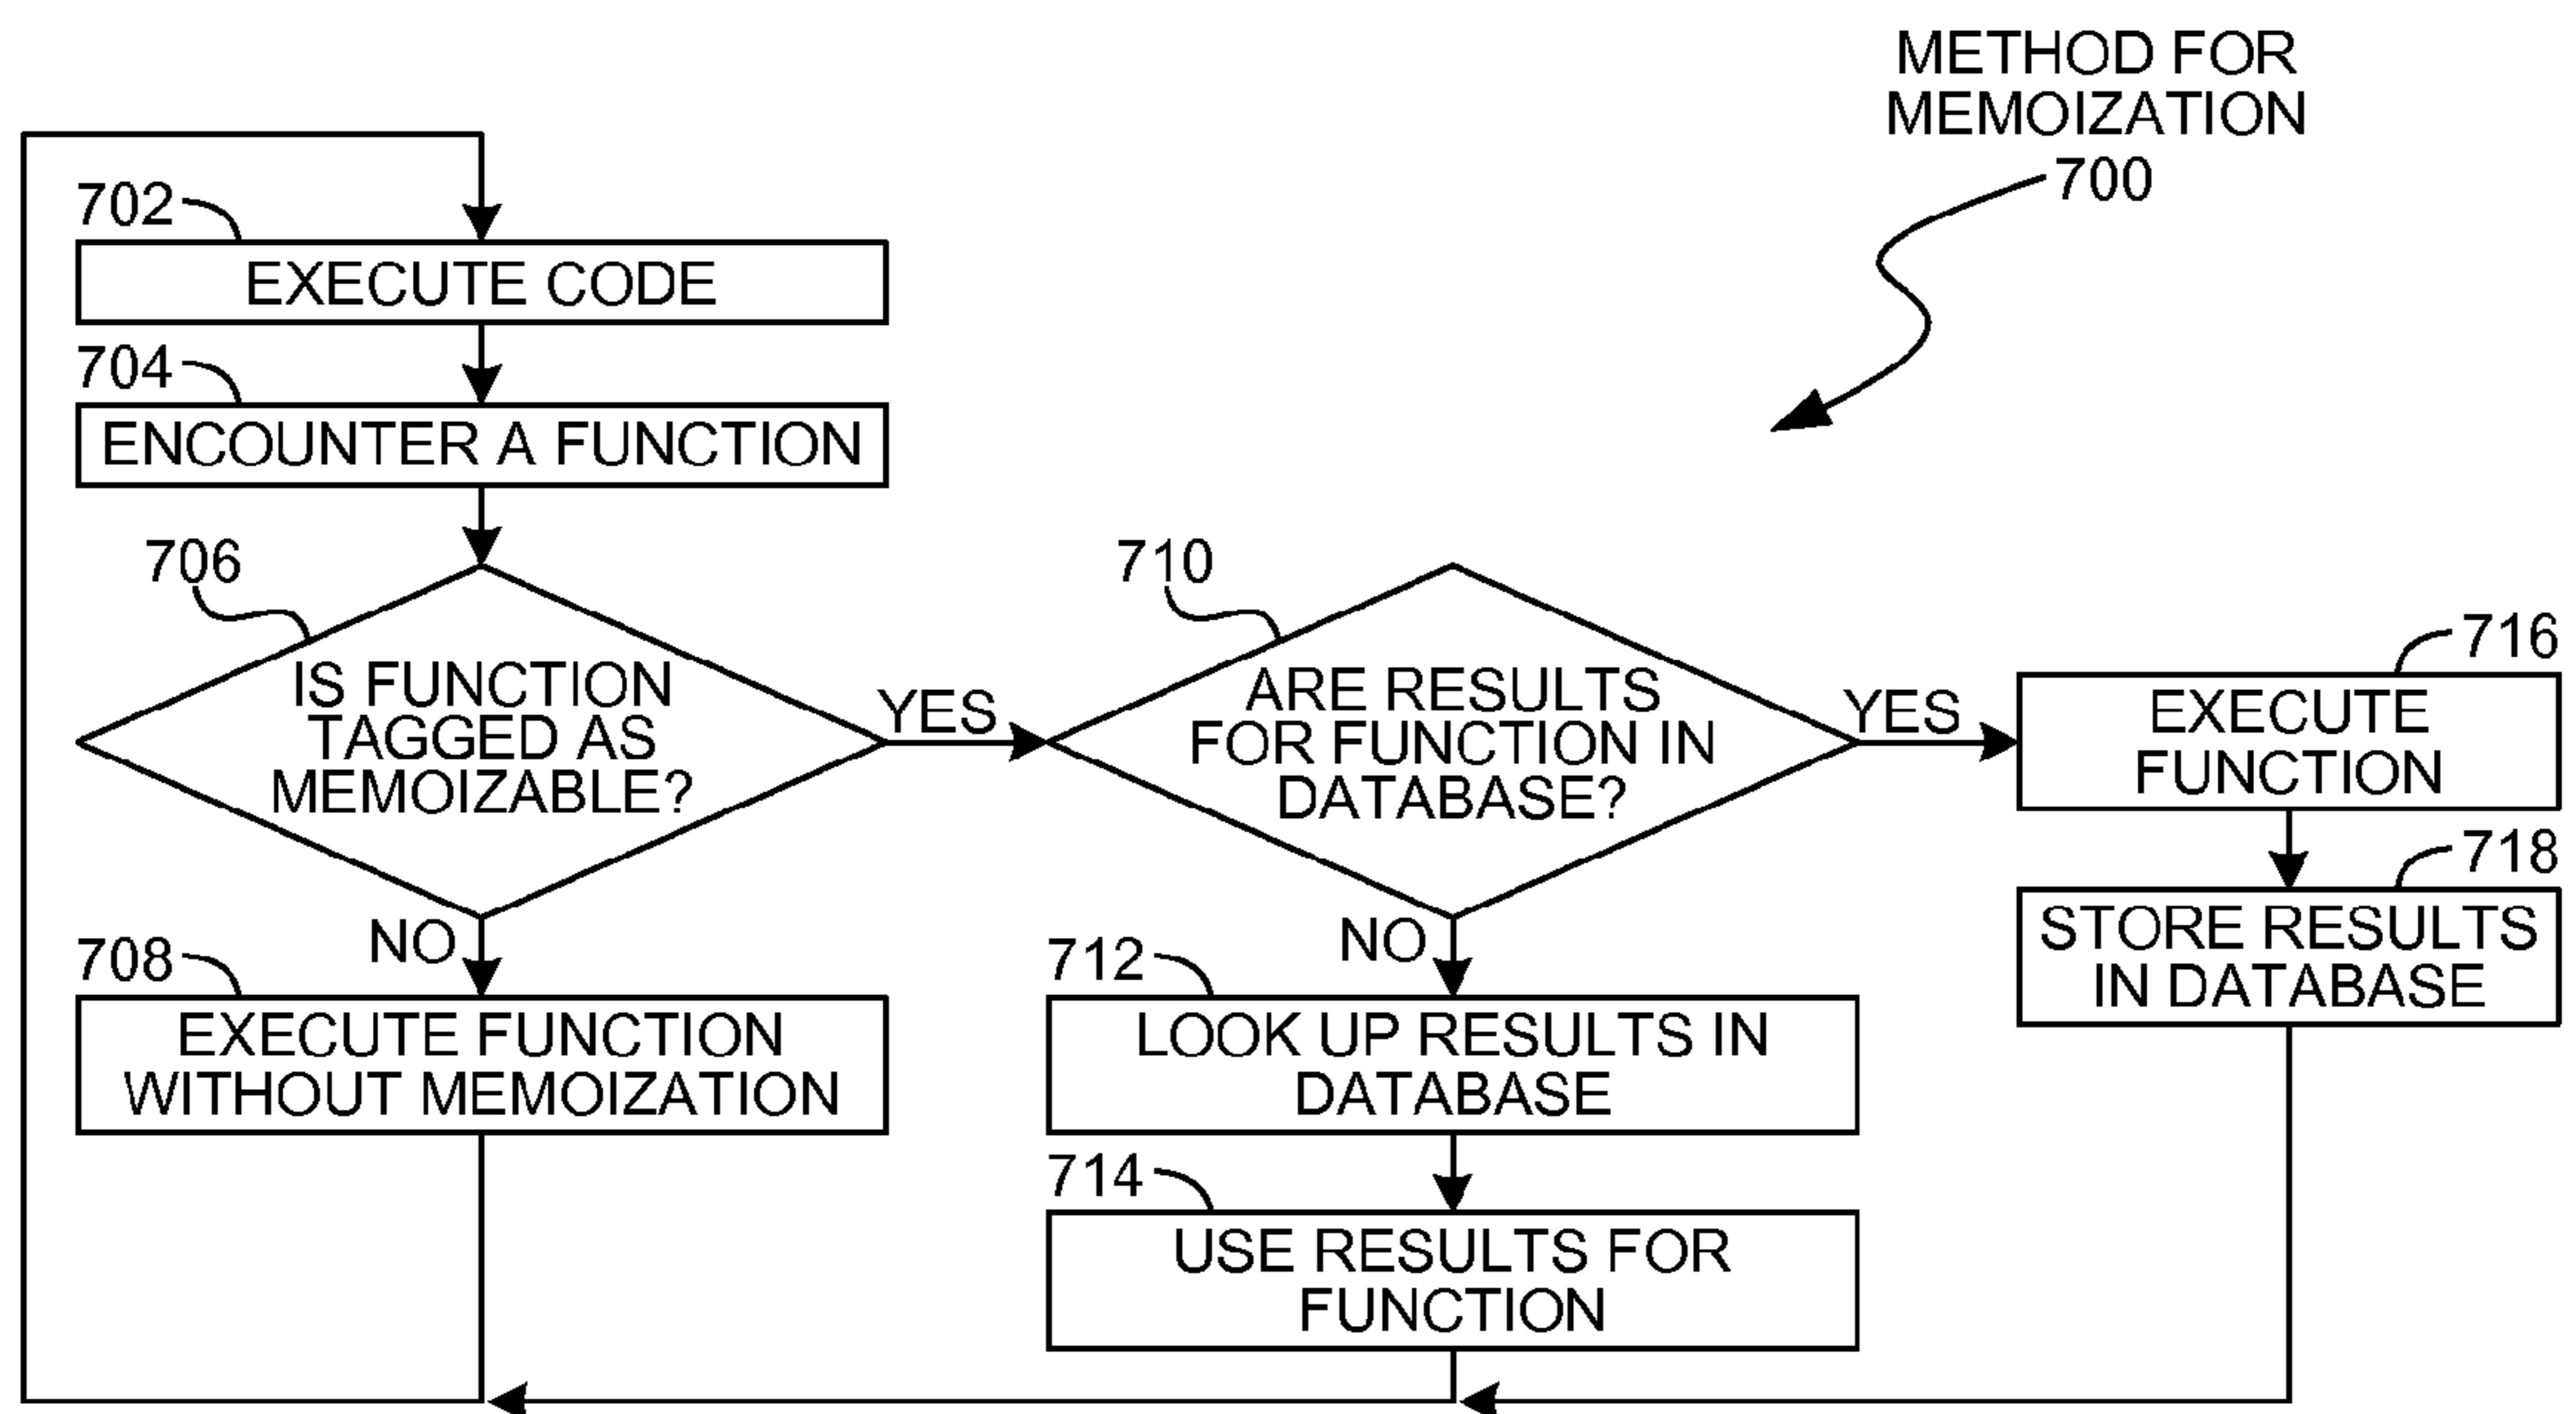 METHOD FOR
MEMOIZATION
700
702
EXECUTE CODE
704
ENCOUNTER A FUNCTION
706
IS FUNCTION
TAGGED AS
MEMOIZABLE?
YES
NO
708
EXECUTE FUNCTION
WITHOUT MEMOIZATION
710
ARE RESULTS
FOR FUNCTION IN
DATABASE?
YES
NO
712
LOOK UP RESULTS IN
DATABASE
714
USE RESULTS FOR
FUNCTION
716
EXECUTE
FUNCTION
718
STORE RESULTS
IN DATABASE